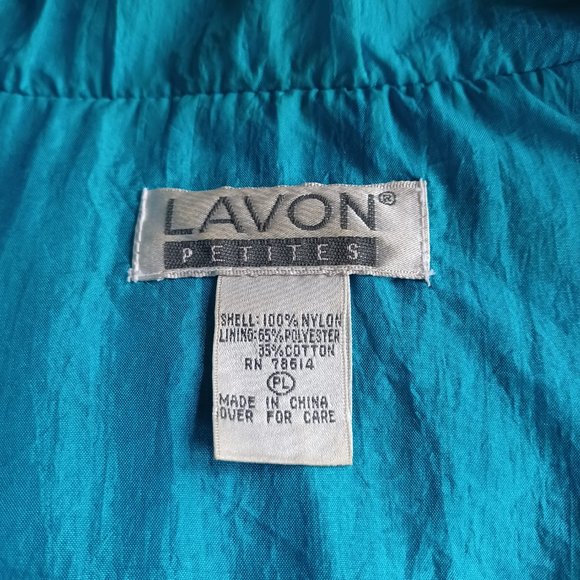 LAVON®
PETITES
SHELL: 100% NYLON
LINING: 65% POLYESTER
35% COTTON
RN 78614
PL
MADE IN CHINA
OVER FOR CARE